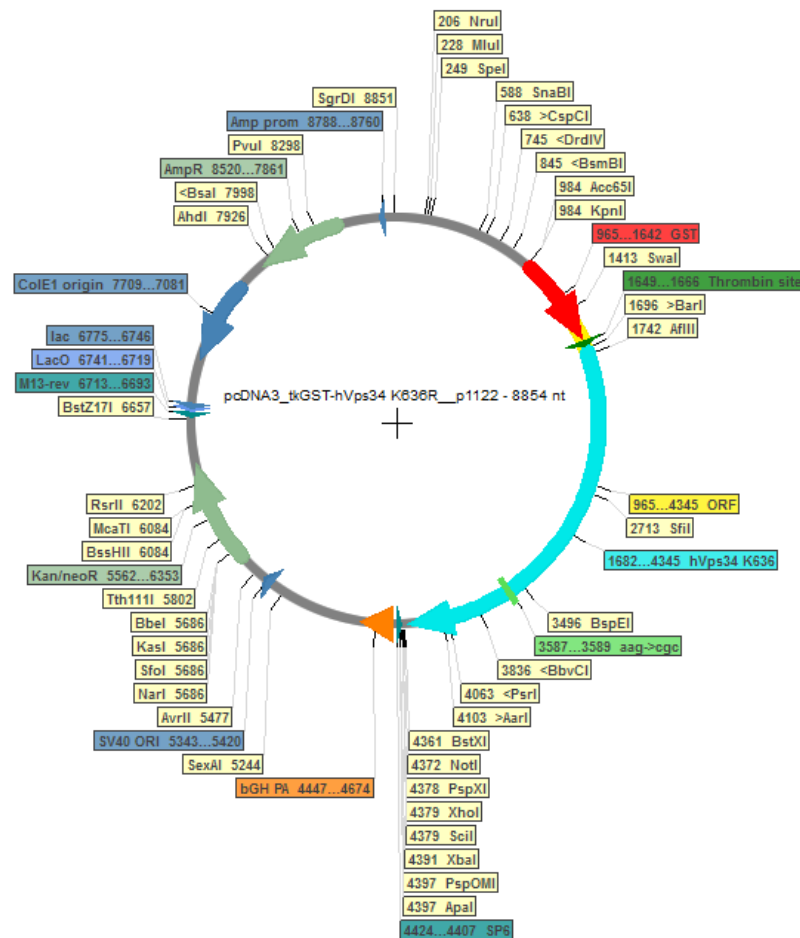 206 NruI
228 MluI
249 SpeI
SgrDI 8851
588 SnaBI
Amp prom 8788...8760
638 >CspCI
PvuI 8298
745 <DrdIV
AmpR 8520...7861
845 <BsmBI
<BsaI 7998
984 Acc65I
AhdI 7926
984 KpnI
965...1642 GST
1413 SwaI
ColE1 origin 7709...7081
1649...1666 Thrombin site
1696 >BarI
1742 AflII
lac 6775...6746
LacO 6741...6719
M13-rev 6713...6693
BstZ17I 6657
pcDNA3_tkGST-hVps34 K636R__p1122 - 8854 nt
RsrII 6202
965...4345 ORF
McaTI 6084
2713 SfiI
BssHII 6084
1682...4345 hVps34 K636
Kan/neoR 5562...6353
Tth111I 5802
BbeI 5686
3496 BspEI
KasI 5686
3587...3589 aag->cgc
SfoI 5686
3836 <BbvCI
NarI 5686
4063 <PsrI
AvrII 5477
4103 >AarI
SV40 ORI 5343...5420
4361 BstXI
SexAI 5244
4372 NotI
bGH PA 4447...4674
4378 PspXI
4379 XhoI
4379 SciI
4391 XbaI
4397 PspOMI
4397 ApaI
4424...4407 SP6